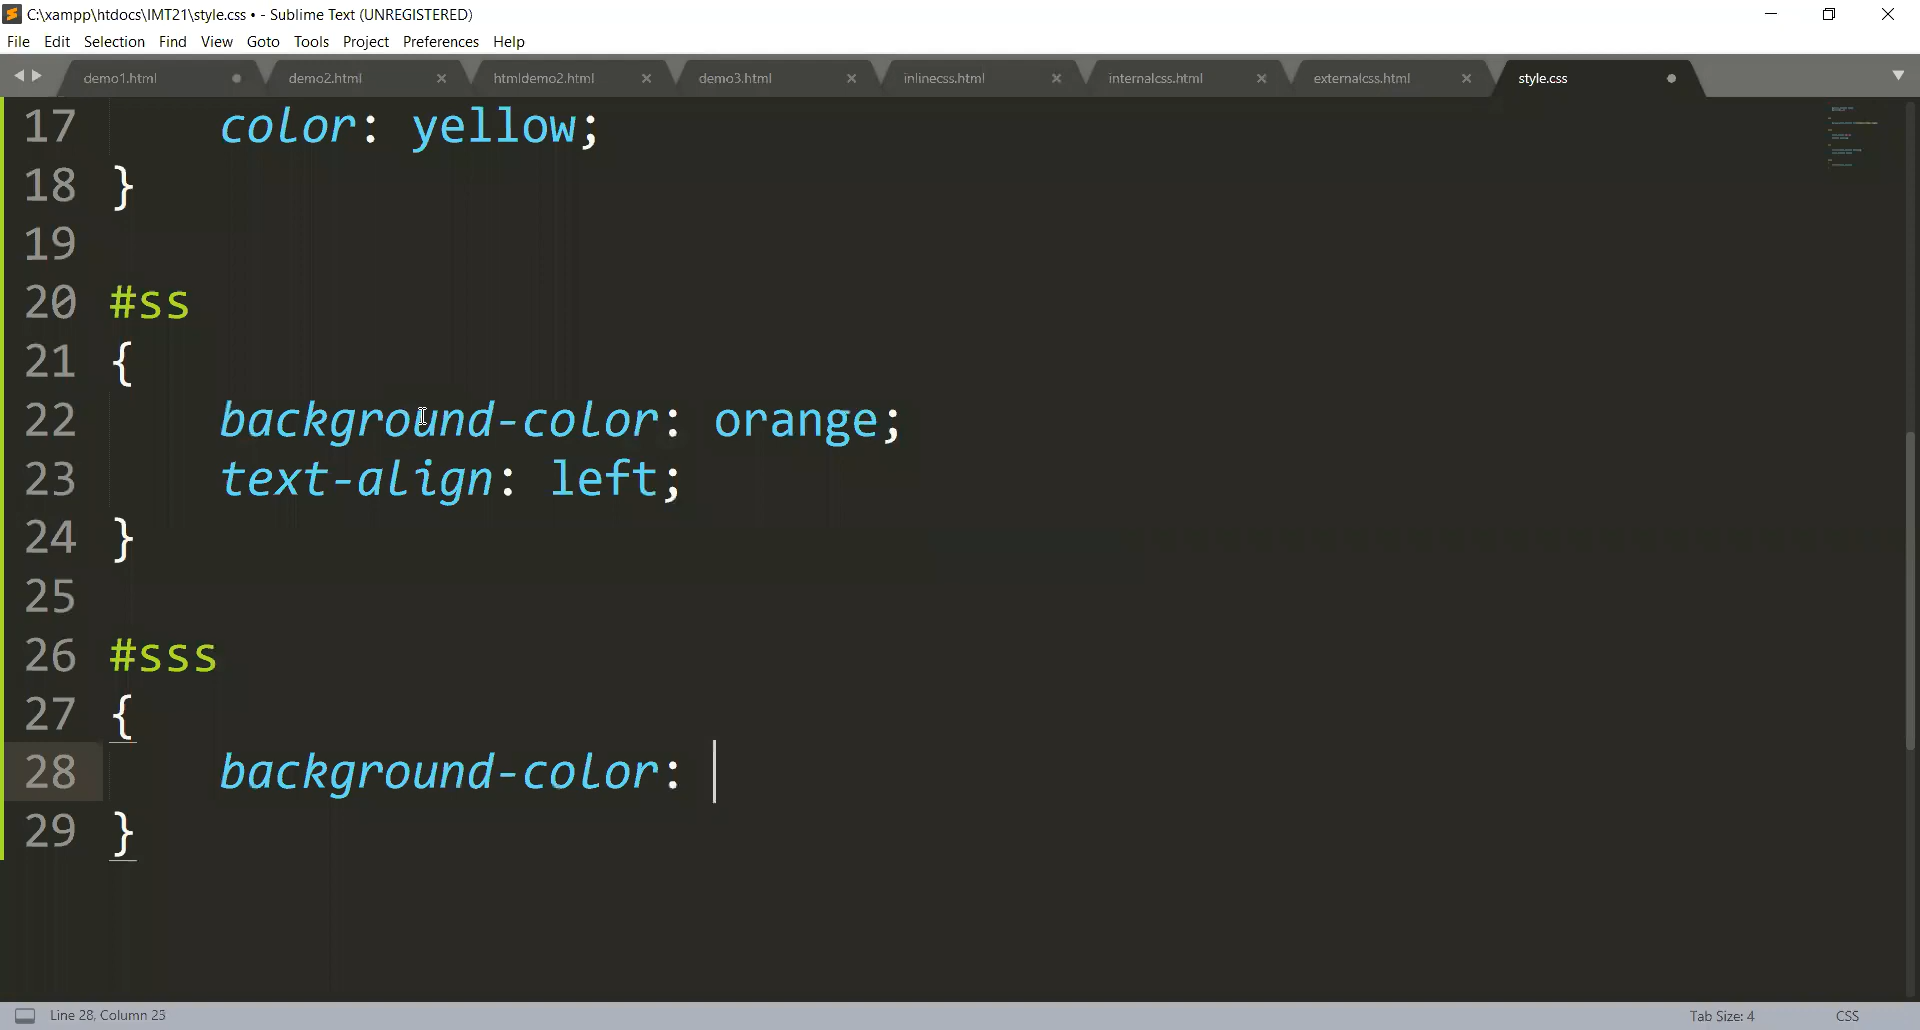 C:\xampp\htdocs\IMT21\style.css • - Sublime Text (UNREGISTERED)
File Edit Selection Find View Goto Tools Project Preferences Help
demo1.html demo2.html htmldemo2.html demo3.html inlinecss.html internalcss.html externalcss.html style.css
17 color: yellow;
18 }
19
20 #ss
21 {
22 background-color: orange;
23 text-align: left;
24 }
25
26 #sss
27 {
28 background-color:
29 }
Line 28, Column 23 Tab Size: 4 CSS